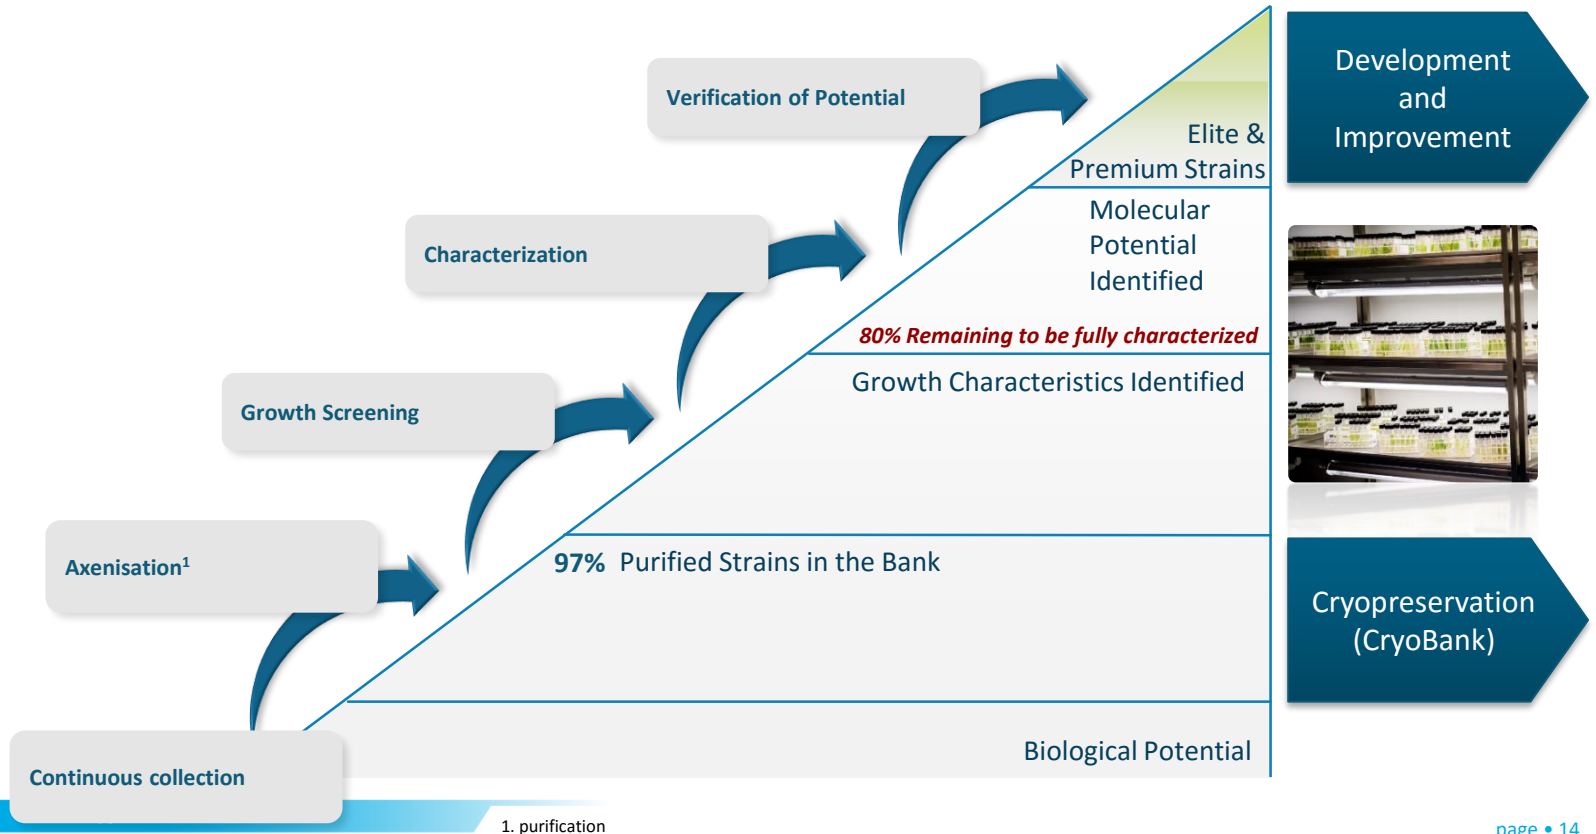 Verification of Potential
Characterization
Growth Screening
Axenisation¹
Continuous collection
Elite &
Premium Strains
Molecular
Potential
Identified
80% Remaining to be fully characterized
Growth Characteristics Identified
97% Purified Strains in the Bank
Biological Potential
Development
and
Improvement
Cryopreservation
(CryoBank)
1. purification
page • 14